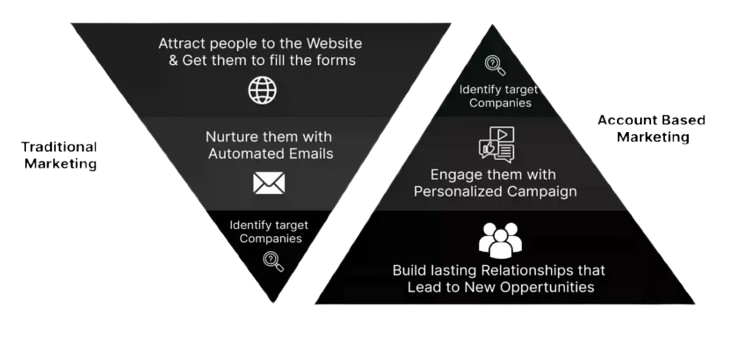 Traditional
Marketing
Attract people to the Website
& Get them to fill the forms
Nurture them with
Automated Emails
Identify target
Companies
Identify target
Companies
Engage them with
Personalized Campaign
Build lasting Relationships that
Lead to New Oppertunities
Account Based
Marketing